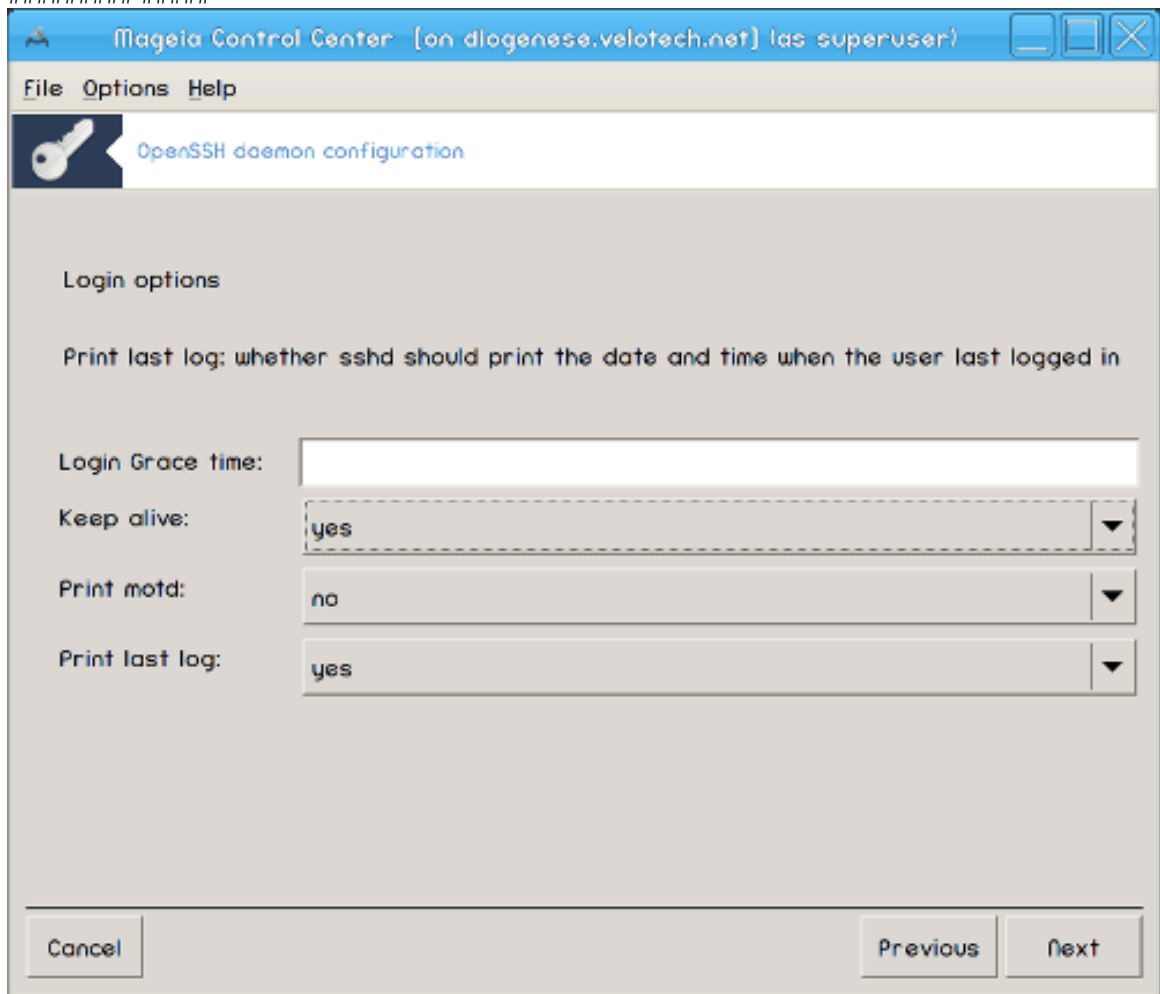 Mageia Control Center [on diogenese.velotech.net] (as superuser)
File Options Help
OpenSSH daemon configuration
Login options
Print last log: whether sshd should print the date and time when the user last logged in
Login Grace time:
Keep alive: yes
Print motd: no
Print last log: yes
Cancel Previous Next